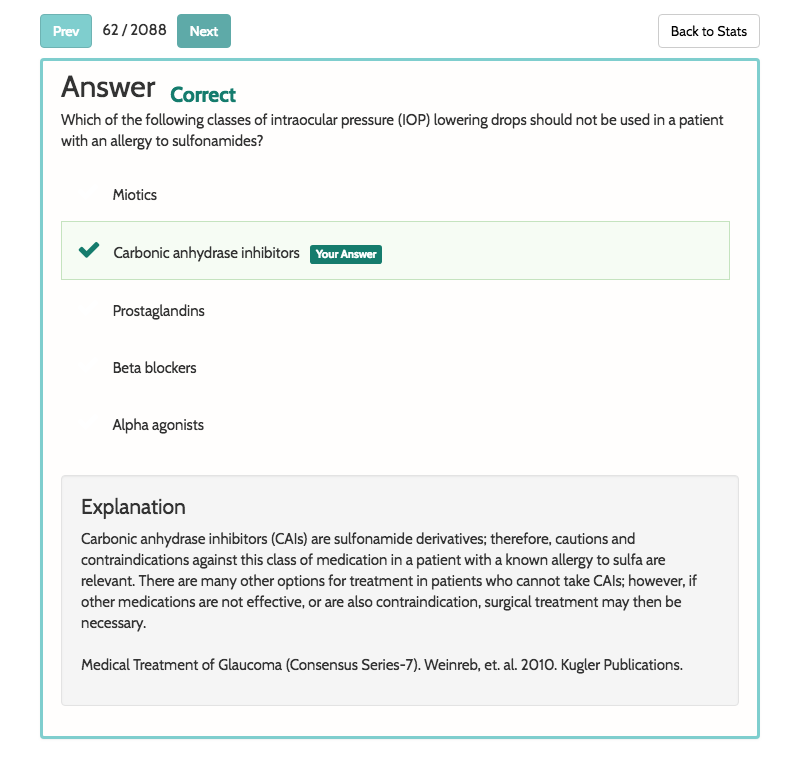 Prev 62 / 2088 Next Back to Stats
Answer Correct
Which of the following classes of intraocular pressure (IOP) lowering drops should not be used in a patient
with an allergy to sulfonamides?
Miotics
Carbonic anhydrase inhibitors Your Answer
Prostaglandins
Beta blockers
Alpha agonists
Explanation
Carbonic anhydrase inhibitors (CAIs) are sulfonamide derivatives; therefore, cautions and
contraindications against this class of medication in a patient with a known allergy to sulfa are
relevant. There are many other options for treatment in patients who cannot take CAIs; however, if
other medications are not effective, or are also contraindication, surgical treatment may then be
necessary.
Medical Treatment of Glaucoma (Consensus Series-7). Weinreb, et. al. 2010. Kugler Publications.